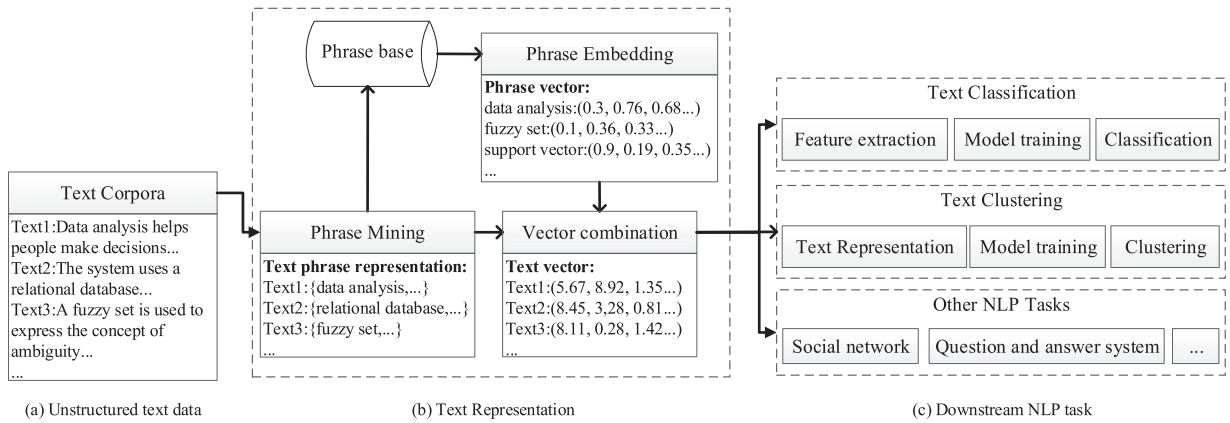 Text Corpora
Text1:Data analysis helps
people make decisions...
Text2:The system uses a
relational database...
Text3:A fuzzy set is used to
express the concept of
ambiguity...
...
(a) Unstructured text data
Phrase base
Phrase Embedding
Phrase vector:
data analysis:(0.3, 0.76, 0.68...)
fuzzy set:(0.1, 0.36, 0.33...)
support vector:(0.9, 0.19, 0.35...)
...
Phrase Mining
Text phrase representation:
Text1:{data analysis,...}
Text2:{relational database,...}
Text3:{fuzzy set,...}
...
Vector combination
Text vector:
Text1:(5.67, 8.92, 1.35...)
Text2:(8.45, 3,28, 0.81...)
Text3:(8.11, 0.28, 1.42...)
...
(b) Text Representation
Text Classification
Feature extraction
Model training
Classification
Text Clustering
Text Representation
Model training
Clustering
Other NLP Tasks
Social network
Question and answer system
...
(c) Downstream NLP task